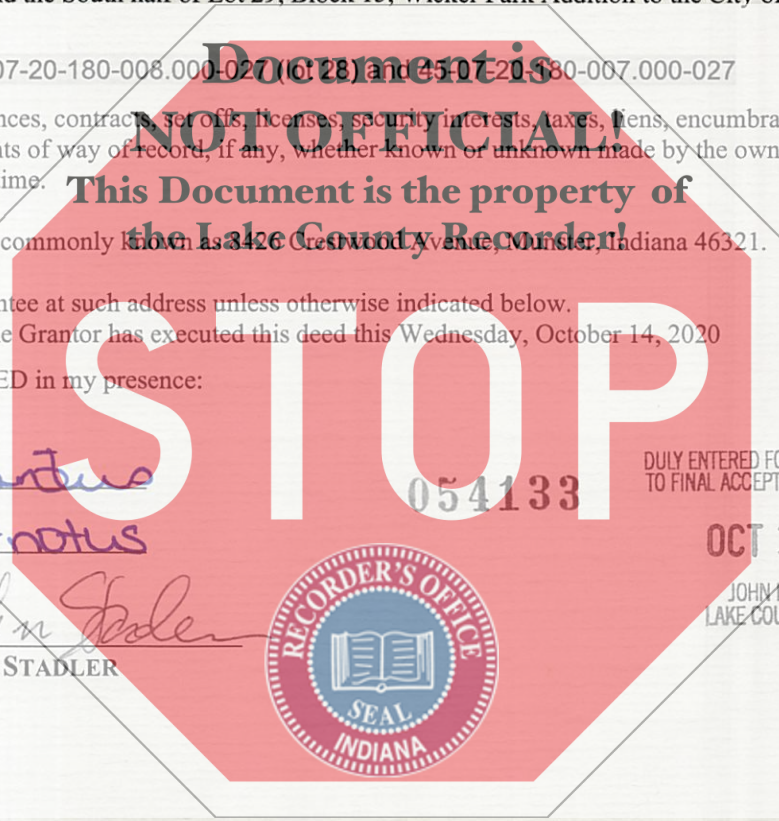 d the South half of Lot 29, Block 15, Wicker Park Addition to the City of
07-20-180-008.000-027 (lot 28) and 45-07-20-180-007.000-027
Document is
NOT OFFICIAL!
This Document is the property of
the Lake County Recorder!
nces, contracts, set offs, licenses, security interests, taxes, liens, encumbra
ts of way of record, if any, whether known or unknown made by the own
ime.
commonly known as 8426 Crestwood Avenue, Munster, Indiana 46321.
ntee at such address unless otherwise indicated below.
e Grantor has executed this deed this Wednesday, October 14, 2020
ED in my presence:
STOP
054133
DULY ENTERED FO
TO FINAL ACCEPT
OCT
JOHN
LAKE COU
notus
Stadler
STADLER
RECORDER'S OFFICE
SEAL
INDIANA